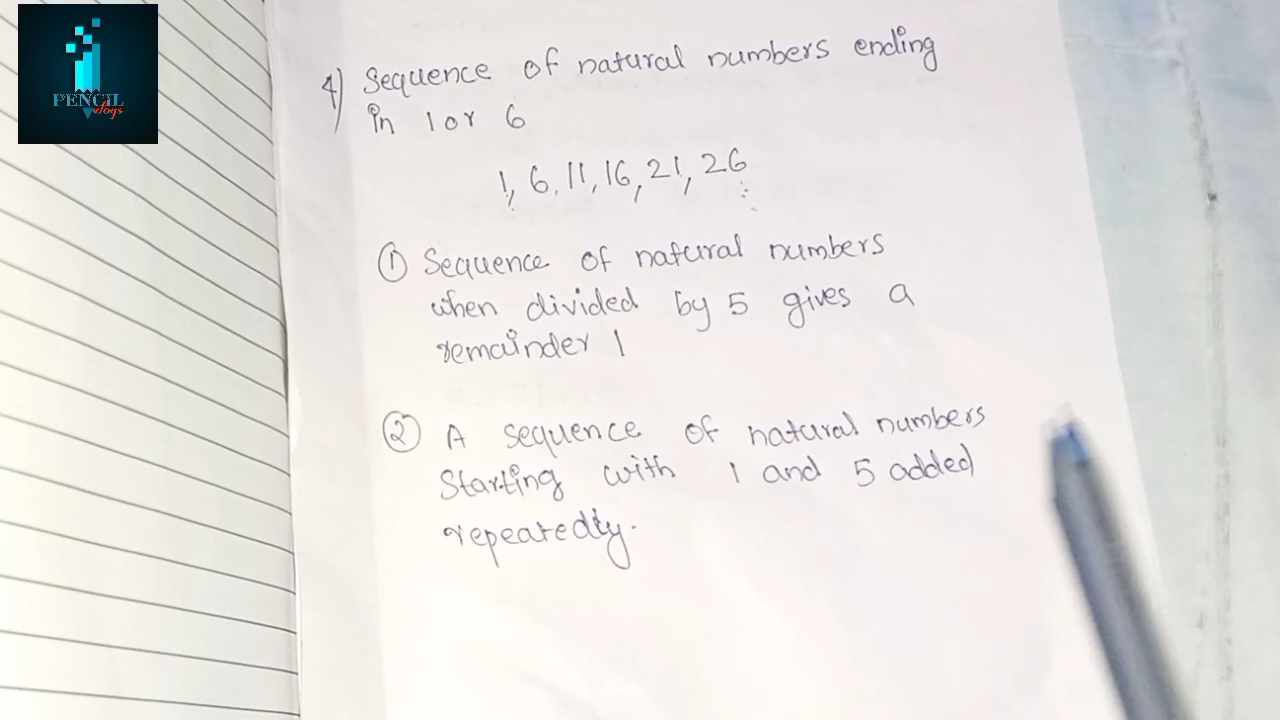 PENCIL
vlogs
4) Sequence of natural numbers ending
in 1 or 6
1, 6, 11, 16, 21, 26
① Sequence of natural numbers
when divided by 5 gives a
remainder 1
② A sequence of natural numbers
Starting with 1 and 5 added
repeatedly.